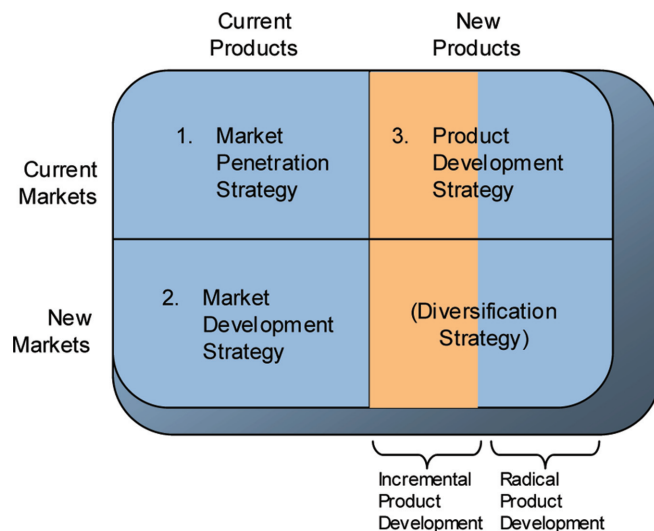 Current
Products
New
Products
Current
Markets
1. Market
Penetration
Strategy
3. Product
Development
Strategy
New
Markets
2. Market
Development
Strategy
(Diversification
Strategy)
Incremental
Product
Development
Radical
Product
Development